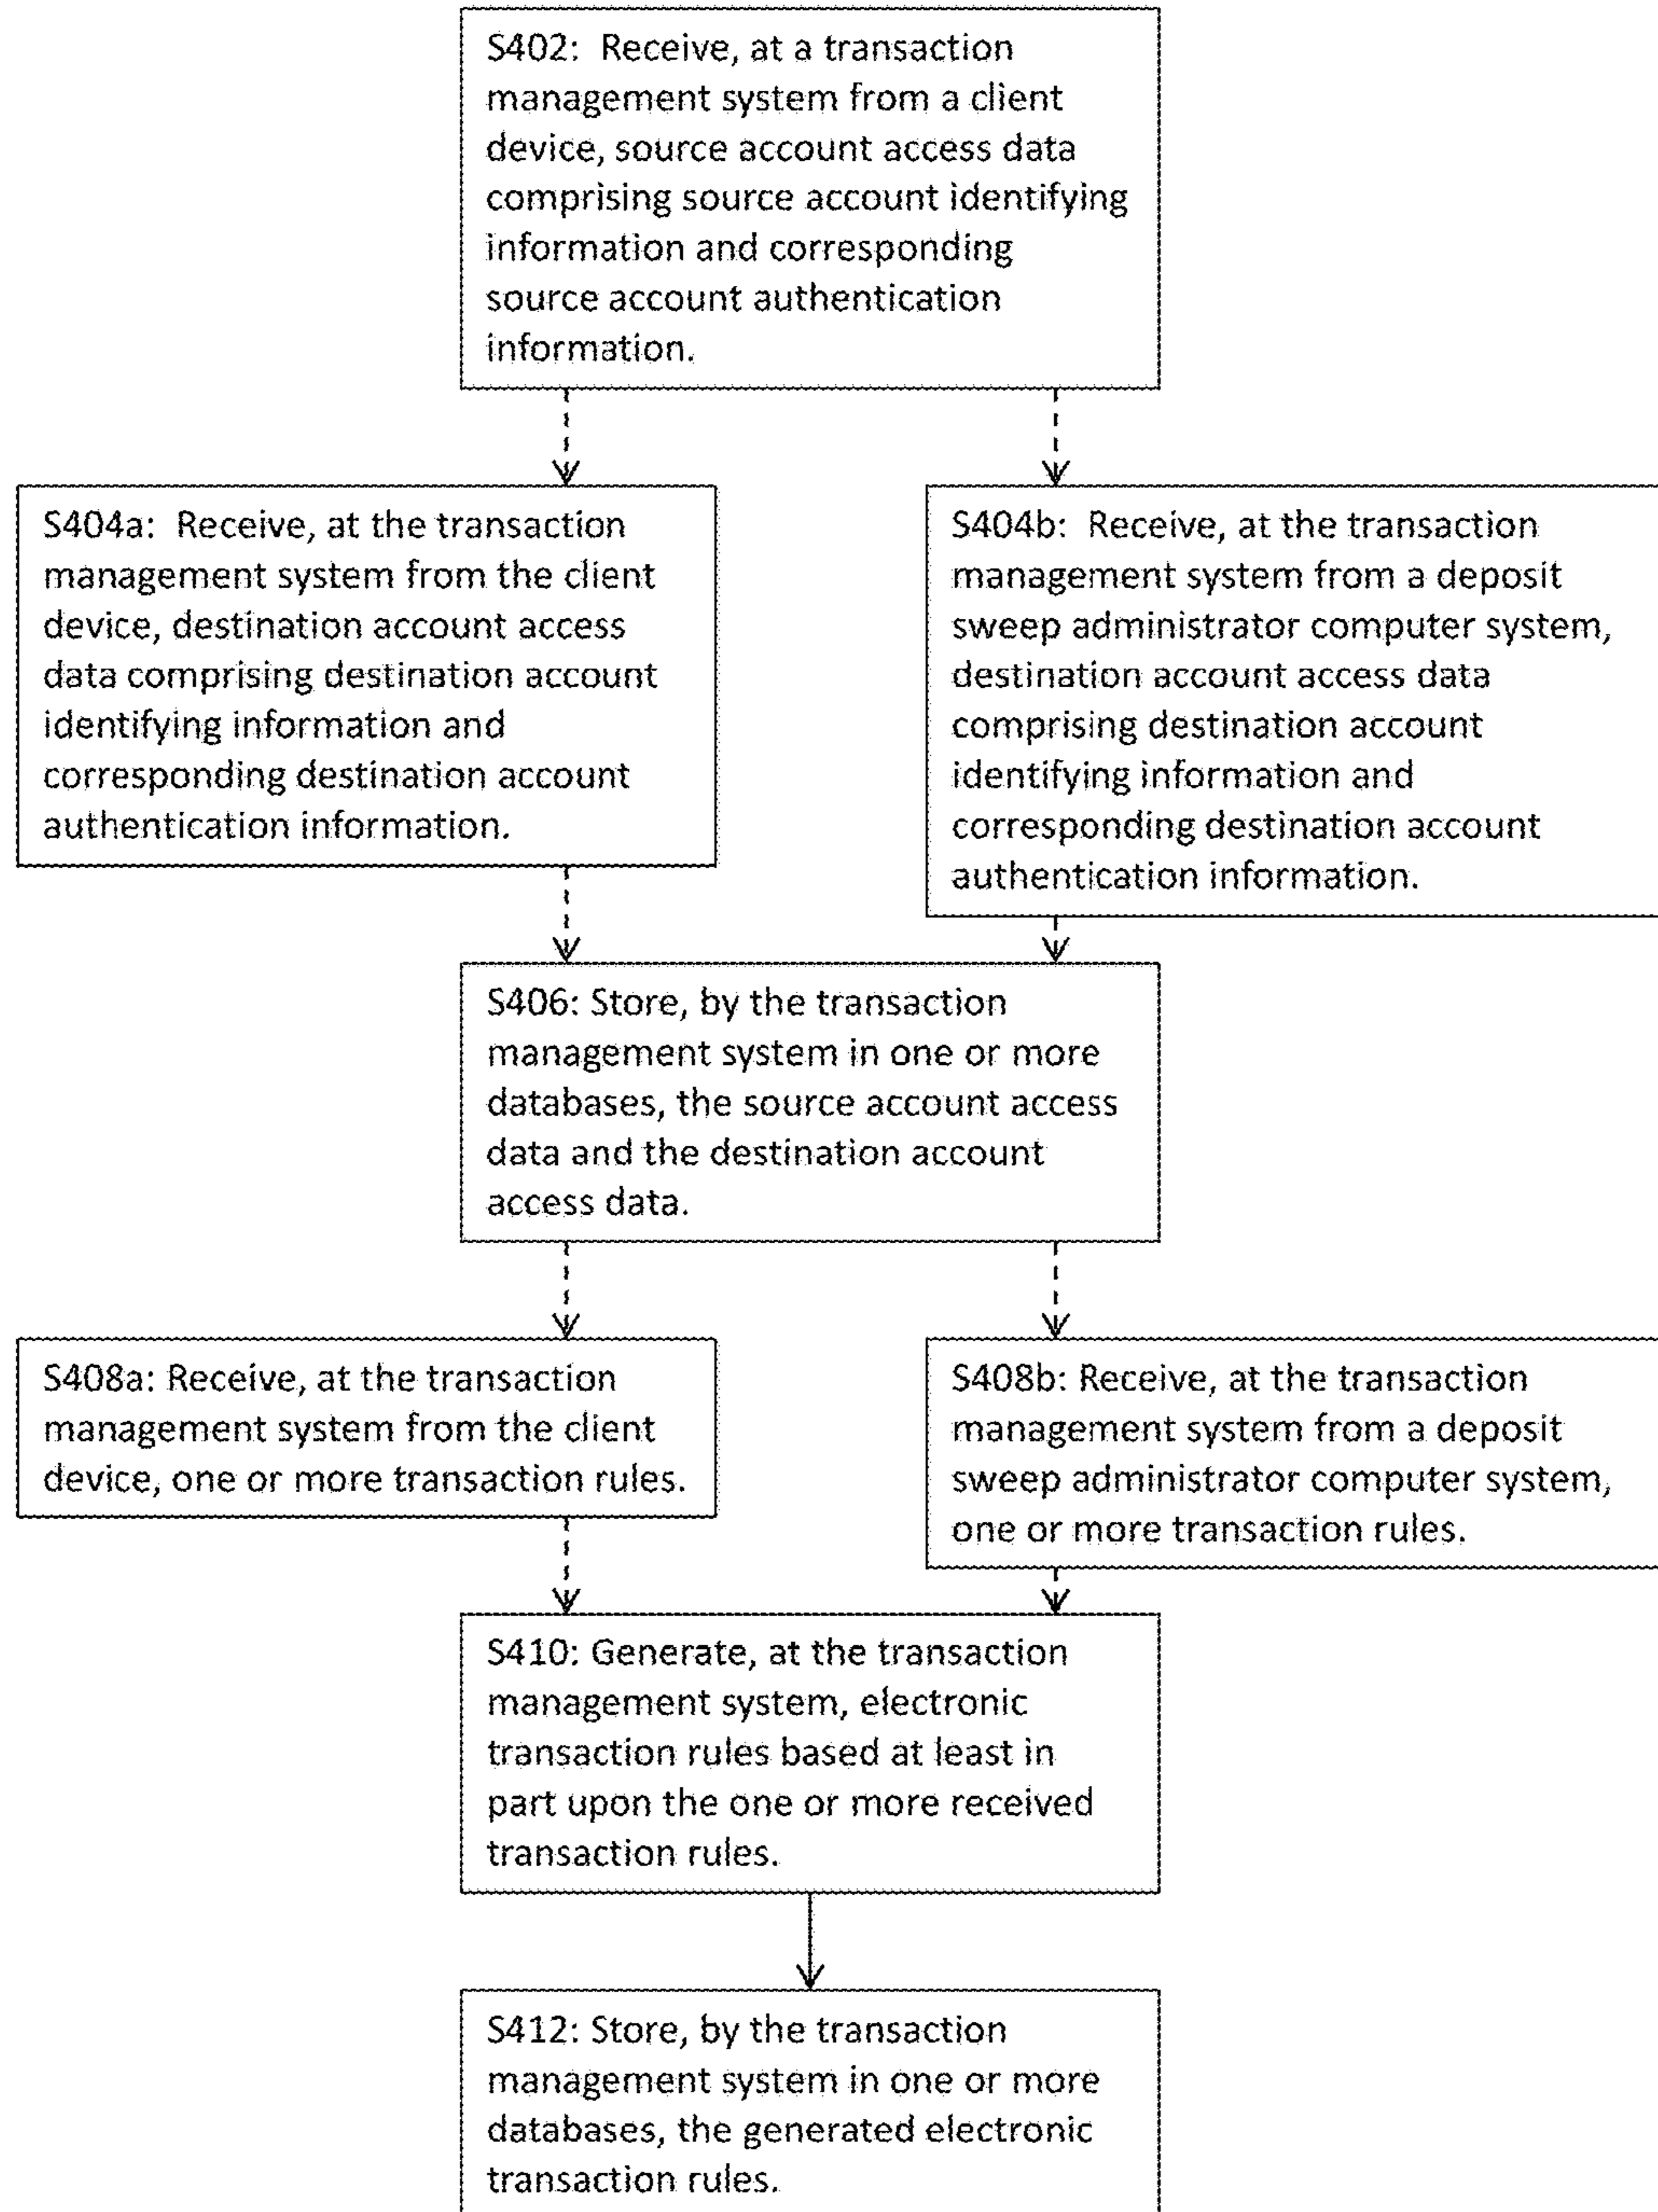 S402: Receive, at a transaction
management system from a client
device, source account access data
comprising source account identifying
information and corresponding
source account authentication
information.
S404a: Receive, at the transaction
management system from the client
device, destination account access
data comprising destination account
identifying information and
corresponding destination account
authentication information.
S404b: Receive, at the transaction
management system from a deposit
sweep administrator computer system,
destination account access data
comprising destination account
identifying information and
corresponding destination account
authentication information.
S406: Store, by the transaction
management system in one or more
databases, the source account access
data and the destination account
access data.
S408a: Receive, at the transaction
management system from the client
device, one or more transaction rules.
S408b: Receive, at the transaction
management system from a deposit
sweep administrator computer system,
one or more transaction rules.
S410: Generate, at the transaction
management system, electronic
transaction rules based at least in
part upon the one or more received
transaction rules.
S412: Store, by the transaction
management system in one or more
databases, the generated electronic
transaction rules.